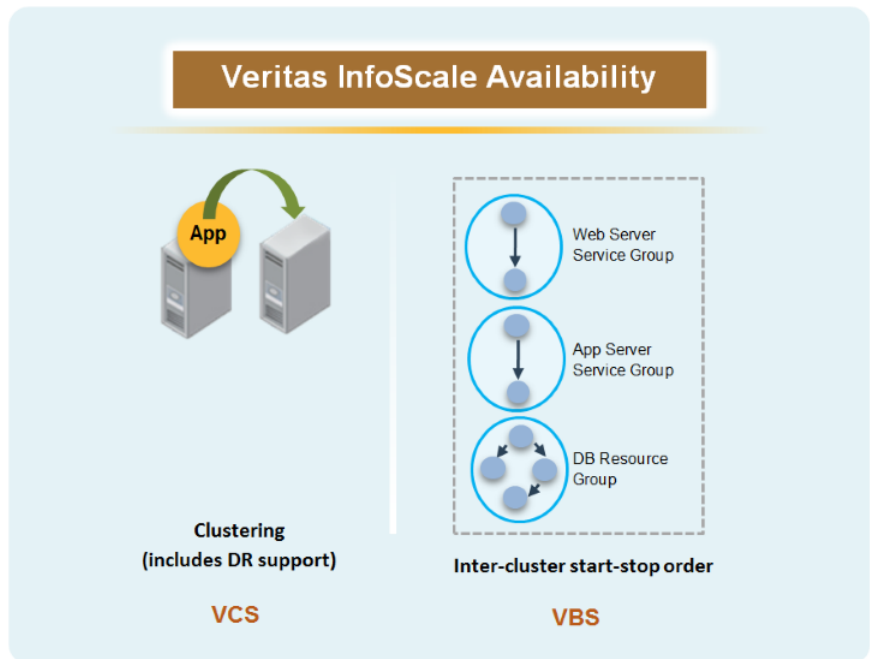 Veritas InfoScale Availability
App
Clustering
(includes DR support)
VCS
Web Server
Service Group
App Server
Service Group
DB Resource
Group
Inter-cluster start-stop order
VBS